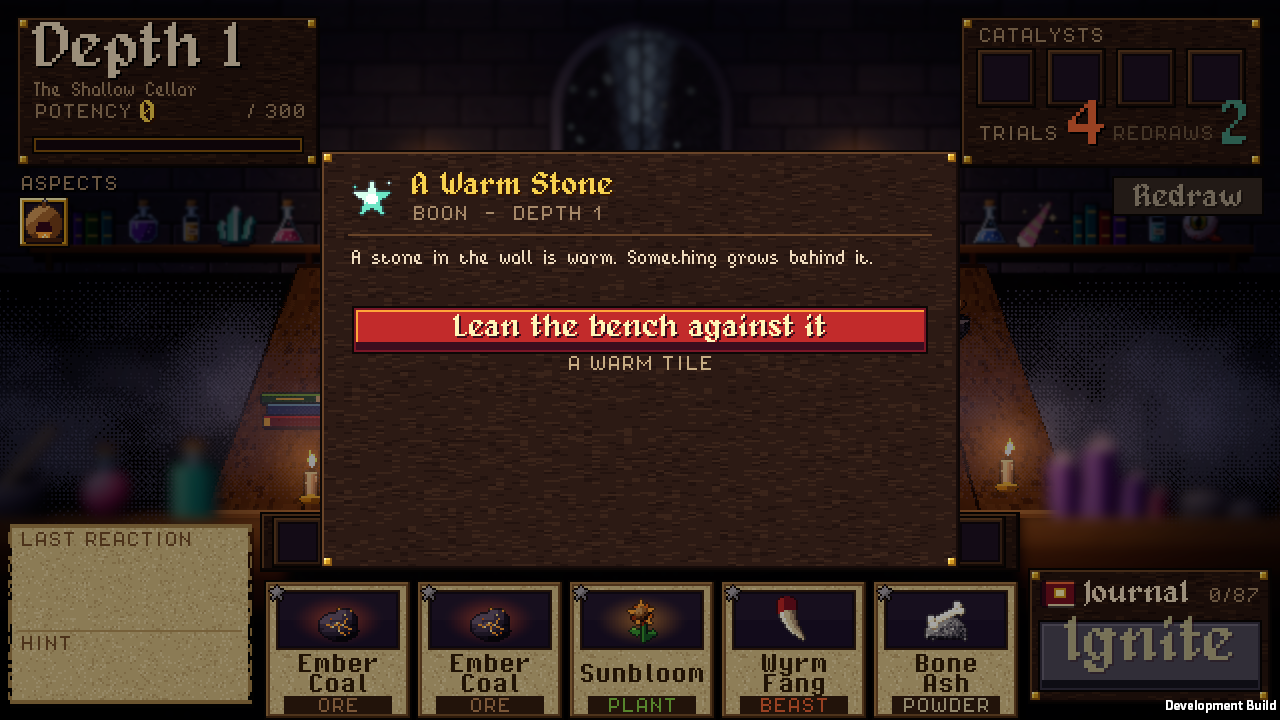 Depth 1
The Shallow Cellar
POTENCY 0 / 300
ASPECTS
CATALYSTS
TRIALS 4 REDRAWS 2
Redraw
A Warm Stone
BOON - DEPTH 1
A stone in the wall is warm. Something grows behind it.
Lean the bench against it
A WARM TILE
LAST REACTION
HINT
Ember Coal
ORE
Ember Coal
ORE
Sunbloom
PLANT
Wyrm Fang
BEAST
Bone Ash
POWDER
Journal 0/87
Ignite
Development Build